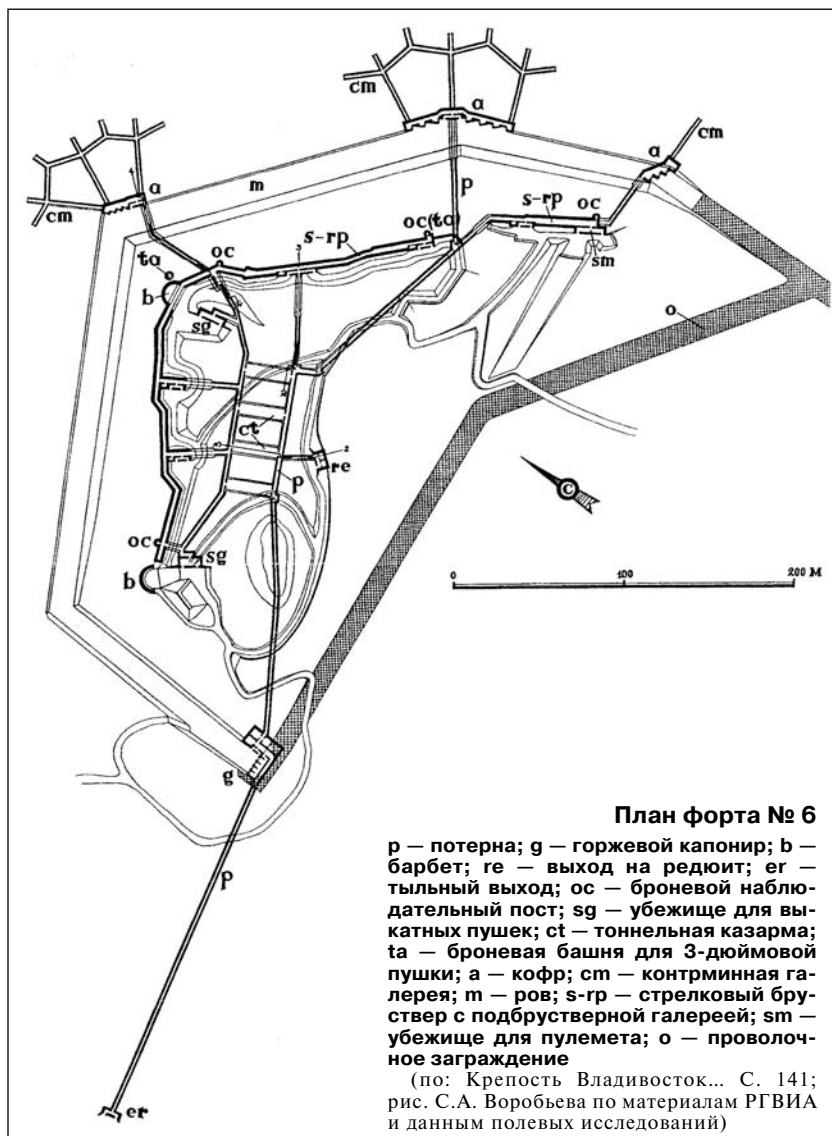 cm
a
cm
a
cm
a
cm
m
p
s-rp
oc
oc(ta)
s-rp
oc
ta
sm
b
sg
o
ct
2
re
p
C
oc
sg
b
0 100 200 М
g
p
er
План форта № 6
p — потерна; g — горжевой капонир; b —
барбет; re — выход на редюит; er —
тыльный выход; oc — броневой наблю-
дательный пост; sg — убежище для вы-
катных пушек; ct — тоннельная казарма;
ta — броневая башня для 3-дюймовой
пушки; a — кофр; cm — контрминная га-
лерея; m — ров; s-rp — стрелковый бру-
ствер с подбрустверной галереей; sm —
убежище для пулемета; o — проволоч-
ное заграждение
(по: Крепость Владивосток... С. 141;
рис. С.А. Воробьева по материалам РГВИА
и данным полевых исследований)